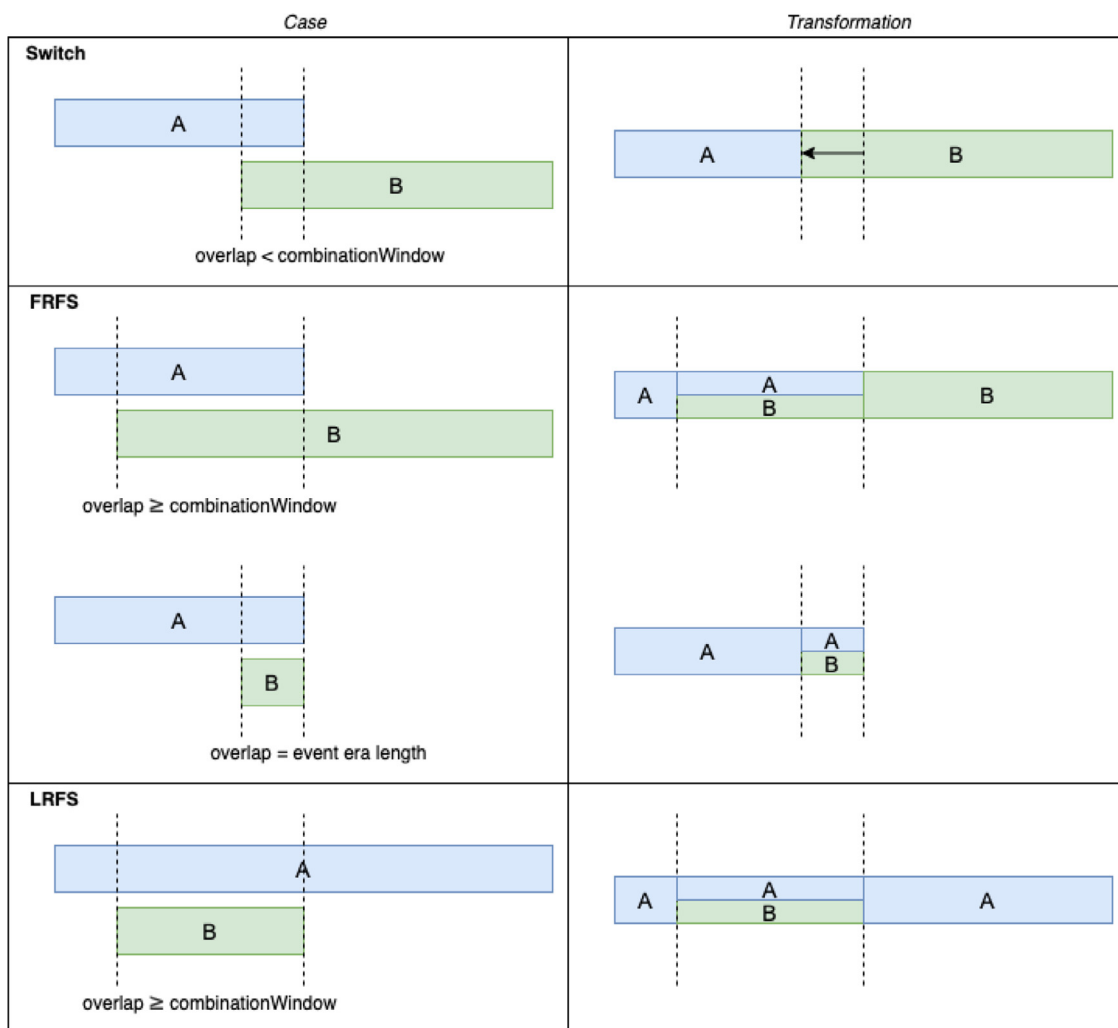 Case
Transformation
Switch
A
B
overlap < combinationWindow
A
B
FRFS
A
B
overlap ≥ combinationWindow
A
A
B
B
A
B
overlap = event era length
A
A
B
LRFS
A
B
overlap ≥ combinationWindow
A
A
B
A